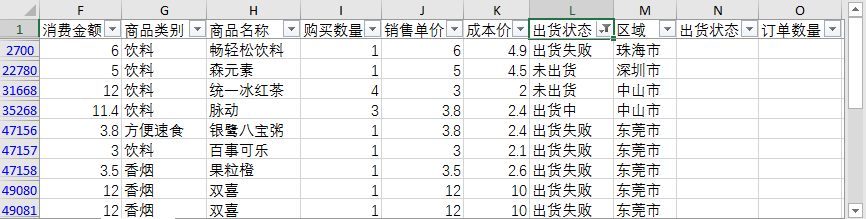 F G H I J K L M N O
1 消费金额 商品类别 商品名称 购买数量 销售单价 成本价 出货状态 区域 出货状态 订单数量
2700 6 饮料 畅轻松饮料 1 6 4.9 出货失败 珠海市
22780 5 饮料 森元素 1 5 4.5 未出货 深圳市
31668 12 饮料 统一冰红茶 4 3 2 未出货 中山市
35268 11.4 饮料 脉动 3 3.8 2.4 出货中 中山市
47156 3.8 方便速食 银鹭八宝粥 1 3.8 2.4 出货失败 东莞市
47157 3 饮料 百事可乐 1 3 2.1 出货失败 东莞市
47158 3.5 香烟 果粒橙 1 3.5 2.6 出货失败 东莞市
49080 12 香烟 双喜 1 12 10 出货失败 东莞市
49081 12 香烟 双喜 1 12 10 出货失败 东莞市